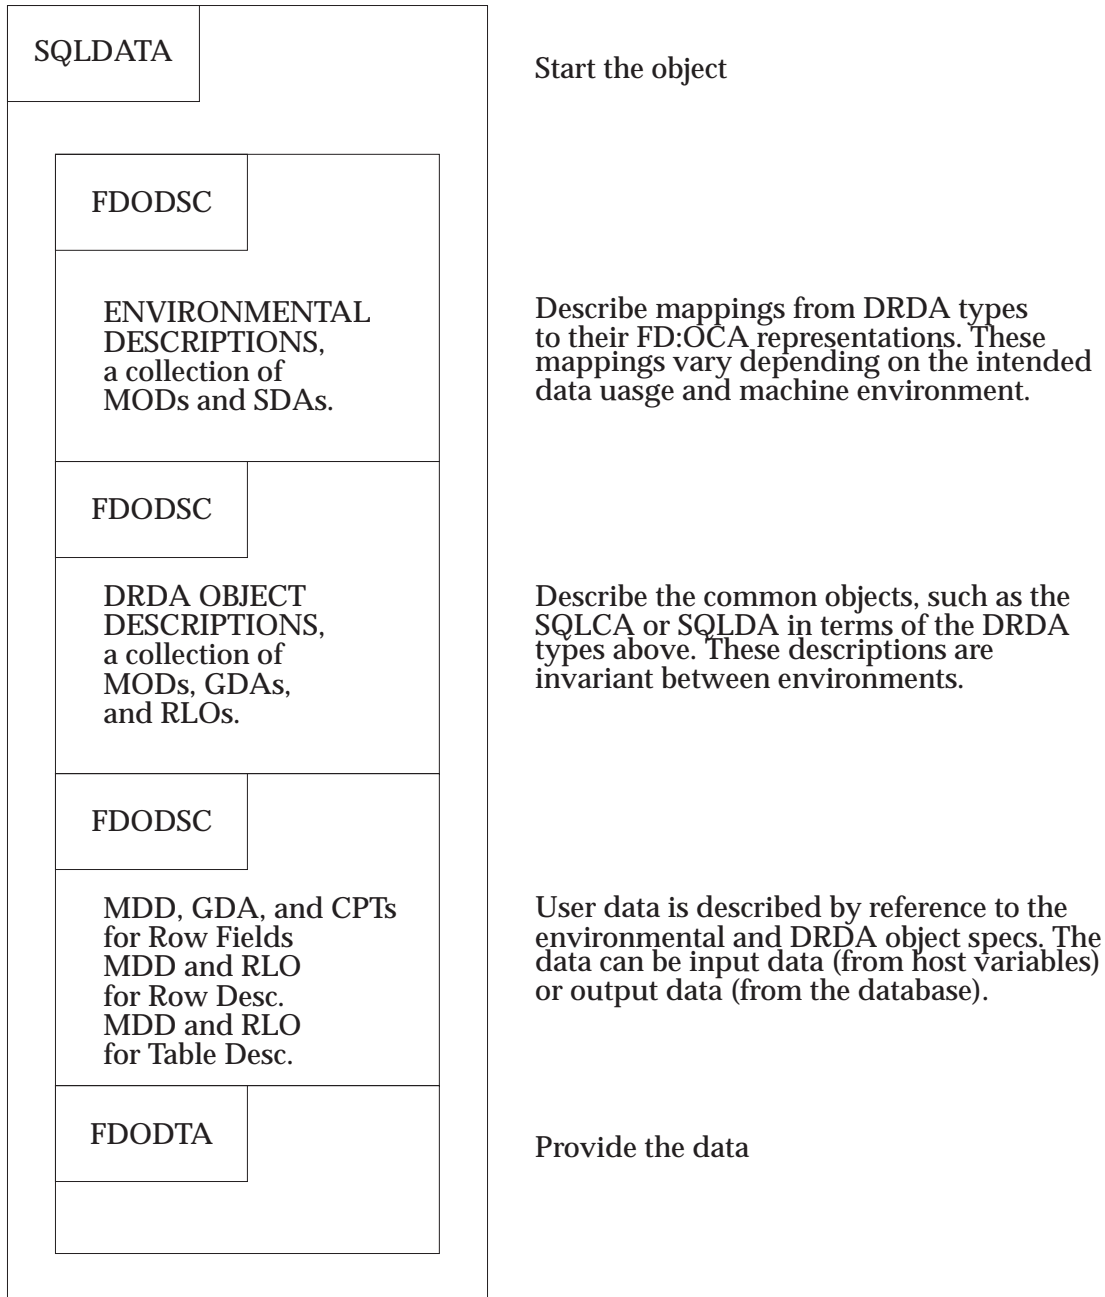 SQLDATA
Start the object
FDODSC
ENVIRONMENTAL
DESCRIPTIONS,
a collection of
MODs and SDAs.
Describe mappings from DRDA types
to their FD:OCA representations. These
mappings vary depending on the intended
data uasge and machine environment.
FDODSC
DRDA OBJECT
DESCRIPTIONS,
a collection of
MODs, GDAs,
and RLOs.
Describe the common objects, such as the
SQLCA or SQLDA in terms of the DRDA
types above. These descriptions are
invariant between environments.
FDODSC
MDD, GDA, and CPTs
for Row Fields
MDD and RLO
for Row Desc.
MDD and RLO
for Table Desc.
User data is described by reference to the
environmental and DRDA object specs. The
data can be input data (from host variables)
or output data (from the database).
FDODTA
Provide the data